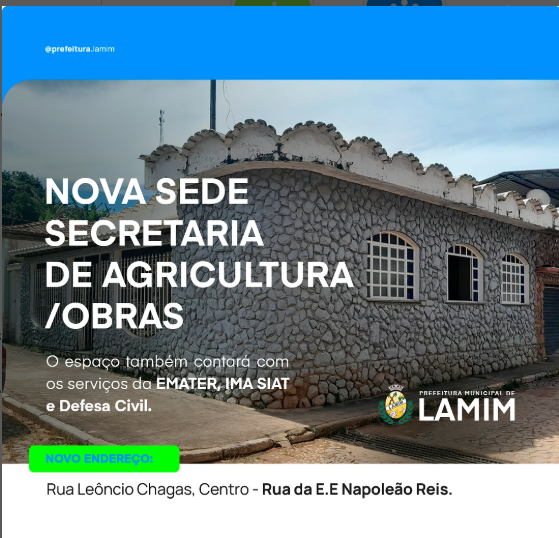 @prefeitura.lamim
NOVA SEDE
SECRETARIA
DE AGRICULTURA
/OBRAS
O espaço também contará com
os serviços da EMATER, IMA SIAT
e Defesa Civil.
PREFEITURA MUNICIPAL DE
LAMIM
NOVO ENDEREÇO:
Rua Leôncio Chagas, Centro - Rua da E.E Napoleão Reis.